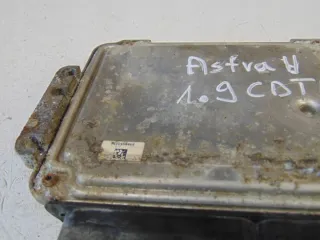 Astra H
1.9 CDTI